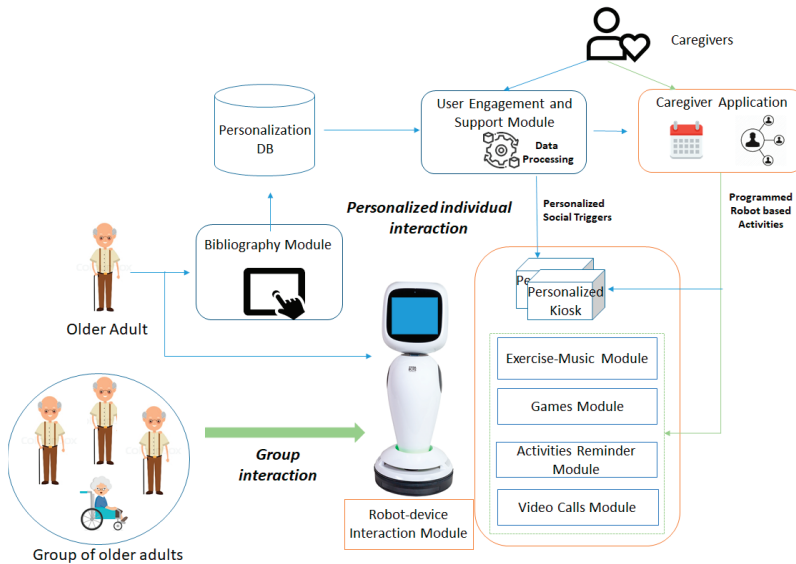 Caregivers
User Engagement and
Support Module
Data
Processing
Caregiver Application
Personalization
DB
Personalized
Social Triggers
Programmed
Robot based
Activities
Personalized individual
interaction
Bibliography Module
Older Adult
Pe
Personalized
Kiosk
Exercise-Music Module
Games Module
Activities Reminder
Module
Video Calls Module
Group
interaction
Robot-device
Interaction Module
Group of older adults